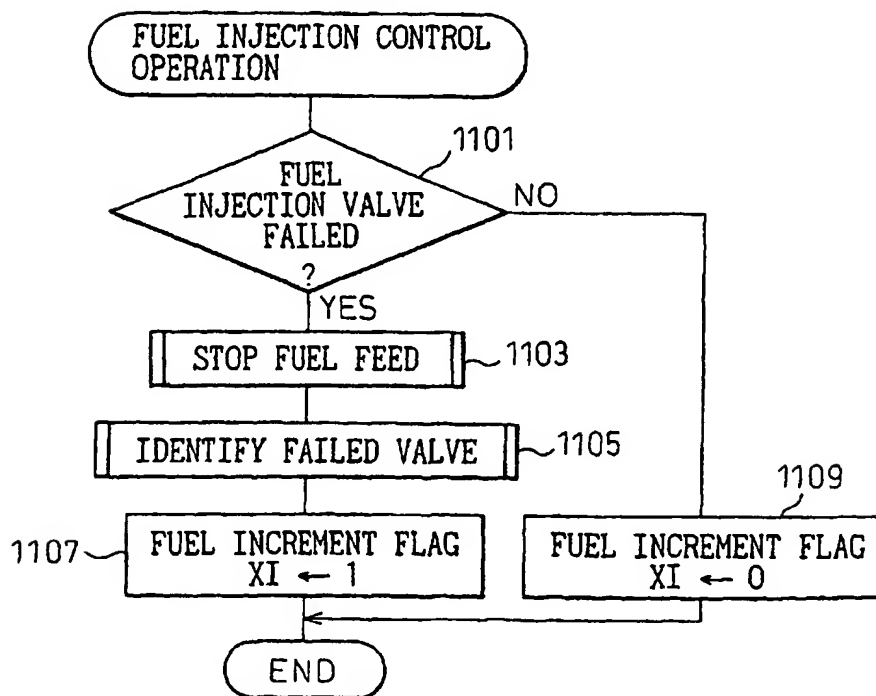 FUEL INJECTION CONTROL
OPERATION
1101
FUEL
INJECTION VALVE
FAILED
?
NO
YES
STOP FUEL FEED
1103
IDENTIFY FAILED VALVE
1105
1107
FUEL INCREMENT FLAG
XI ← 1
1109
FUEL INCREMENT FLAG
XI ← 0
END